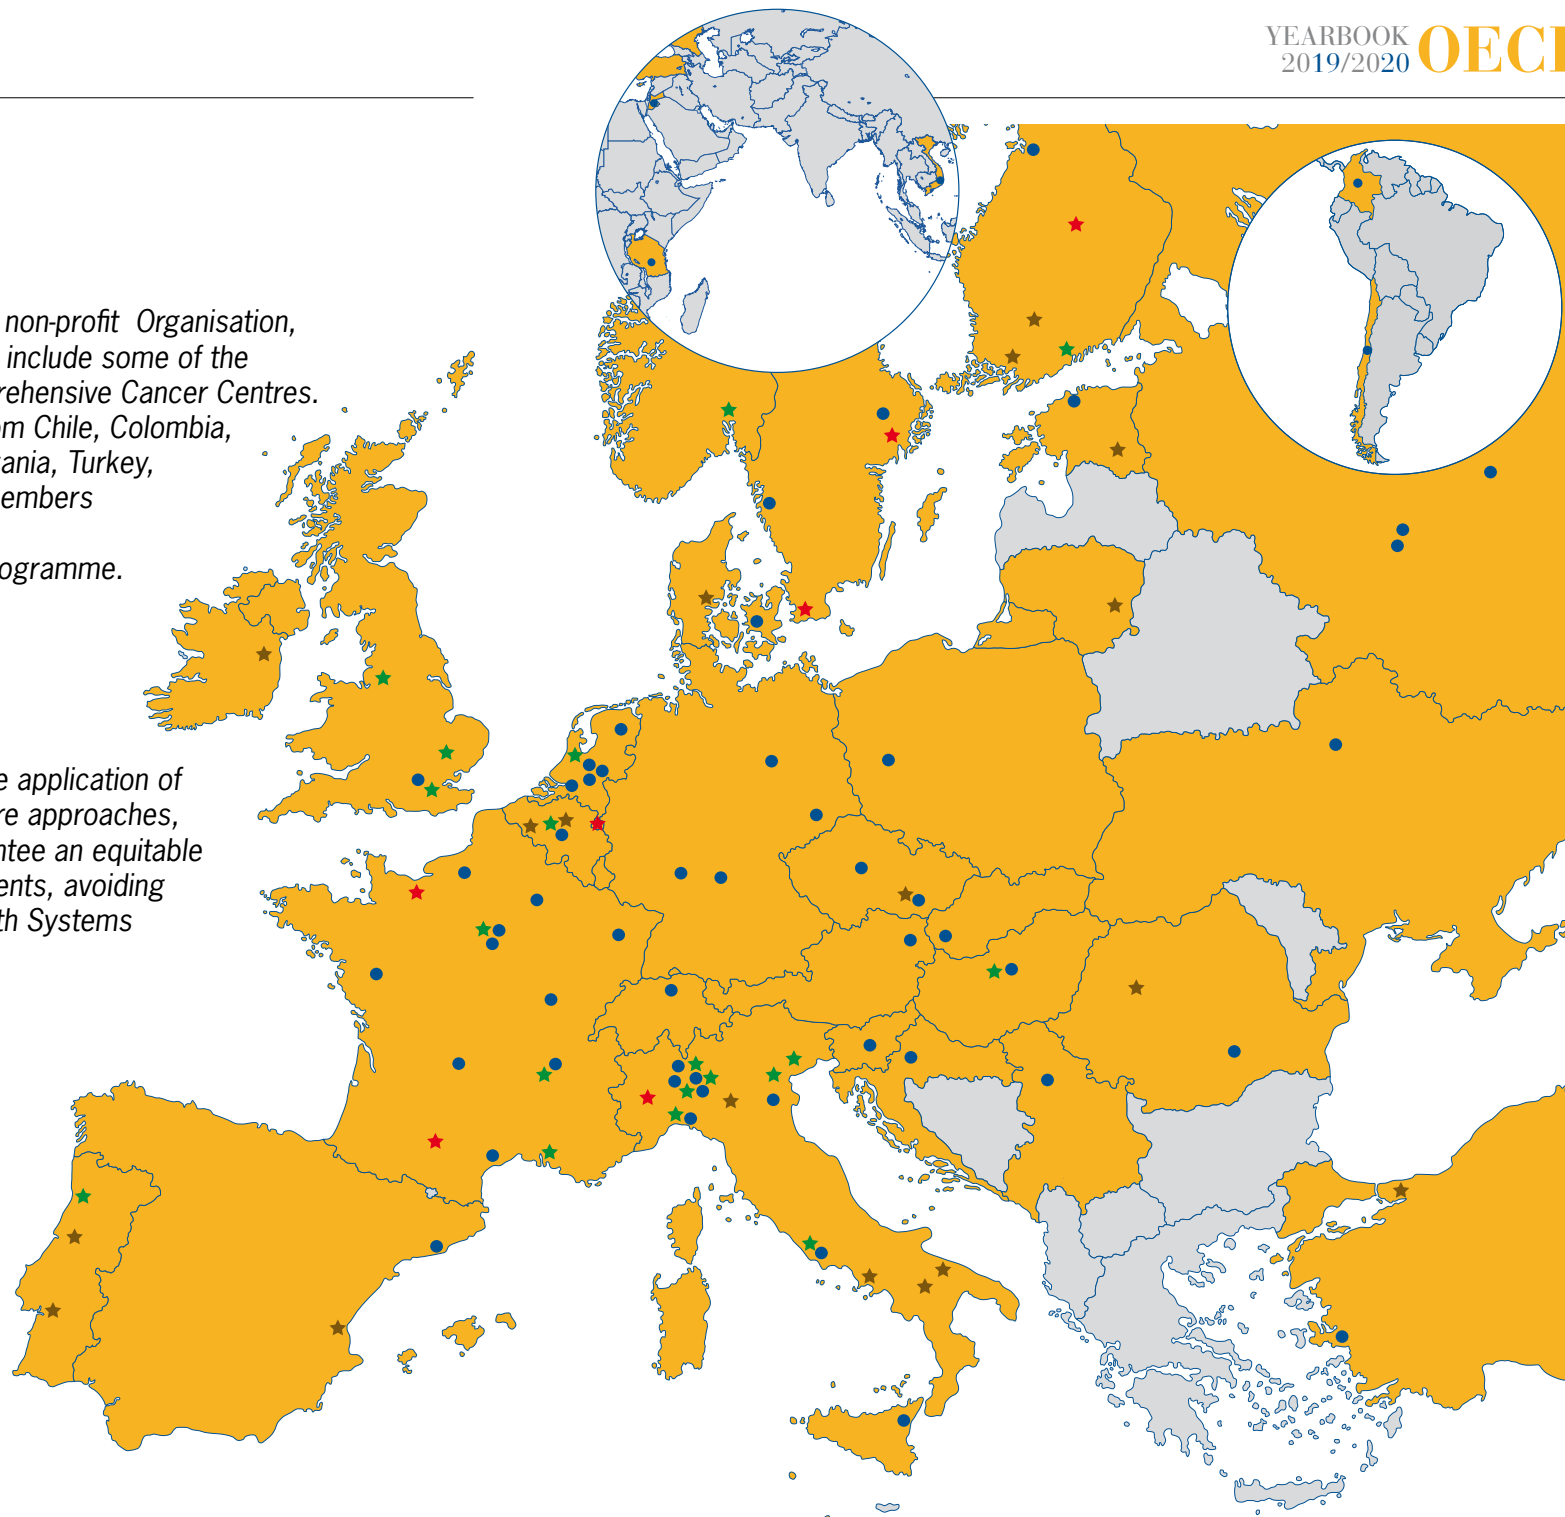 YEARBOOK
2019/2020 OECI
non-profit Organisation,
include some of the
rehensive Cancer Centres.
om Chile, Colombia,
ania, Turkey,
embers
ogramme.
e application of
re approaches,
ntee an equitable
ents, avoiding
th Systems